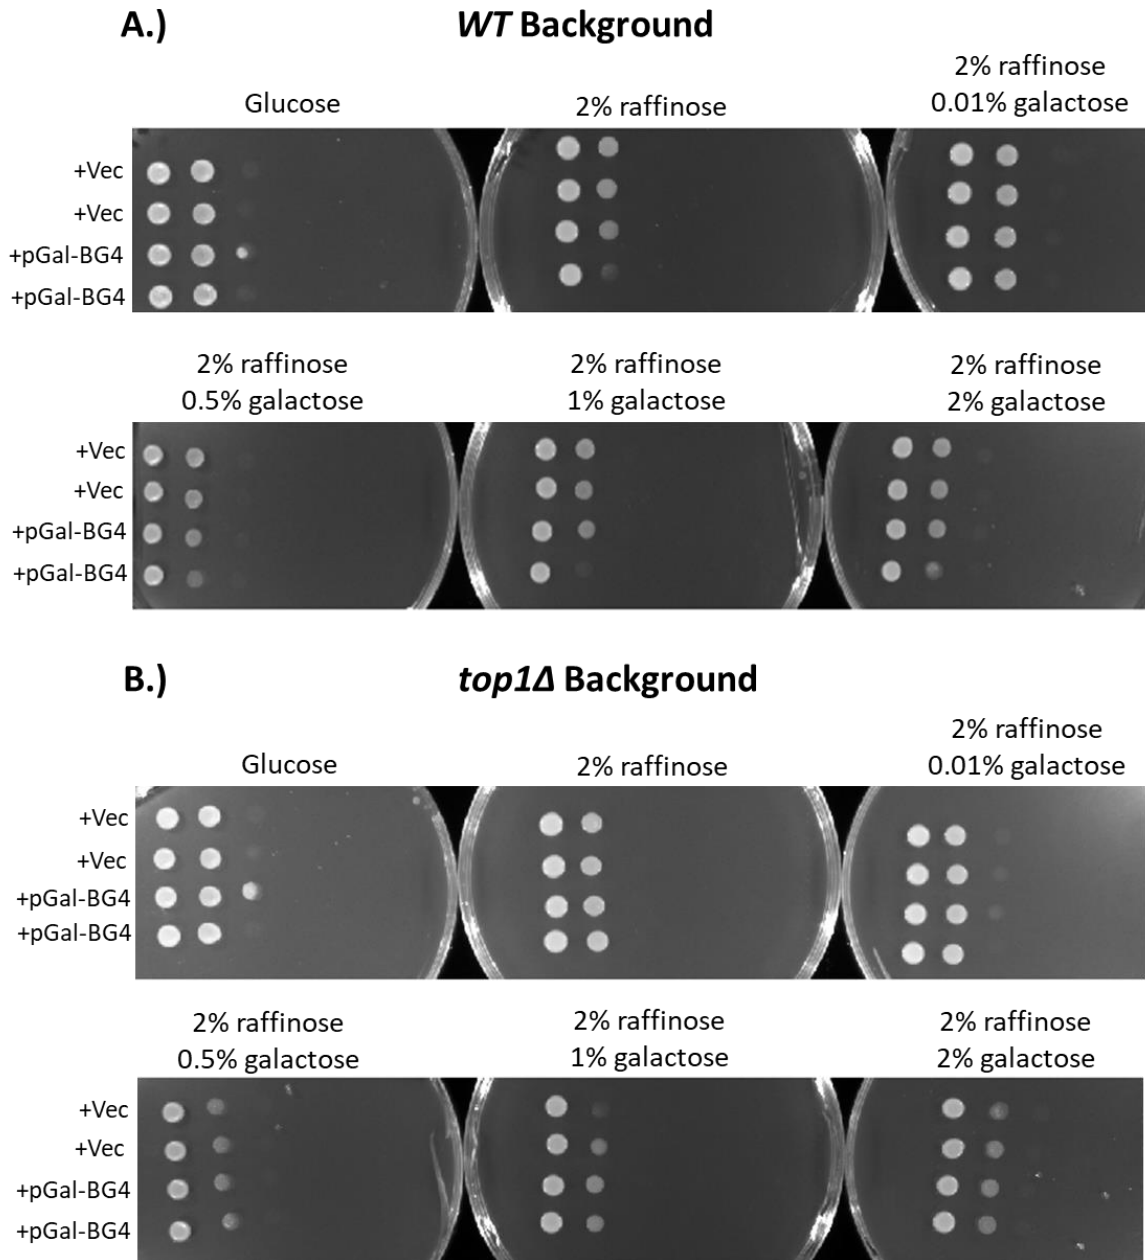 A.)
WT Background
Glucose
2% raffinose
2% raffinose
0.01% galactose
+Vec
+Vec
+pGal-BG4
+pGal-BG4
2% raffinose
0.5% galactose
2% raffinose
1% galactose
2% raffinose
2% galactose
+Vec
+Vec
+pGal-BG4
+pGal-BG4
B.)
top1Δ Background
Glucose
2% raffinose
2% raffinose
0.01% galactose
+Vec
+Vec
+pGal-BG4
+pGal-BG4
2% raffinose
0.5% galactose
2% raffinose
1% galactose
2% raffinose
2% galactose
+Vec
+Vec
+pGal-BG4
+pGal-BG4